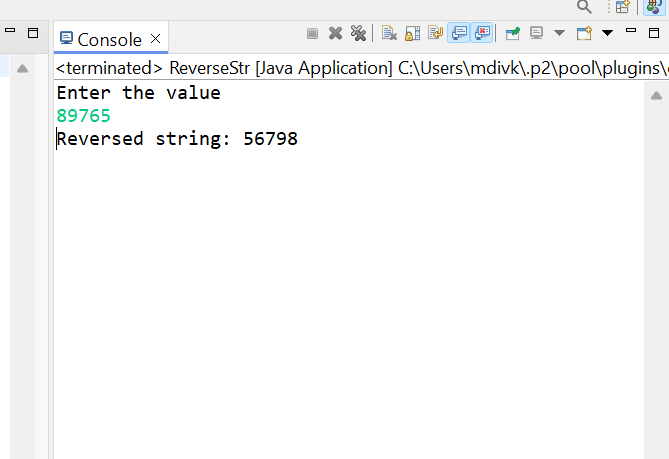 Console
<terminated> ReverseStr [Java Application] C:\Users\mdivk\.p2\pool\plugins\
Enter the value
89765
Reversed string: 56798